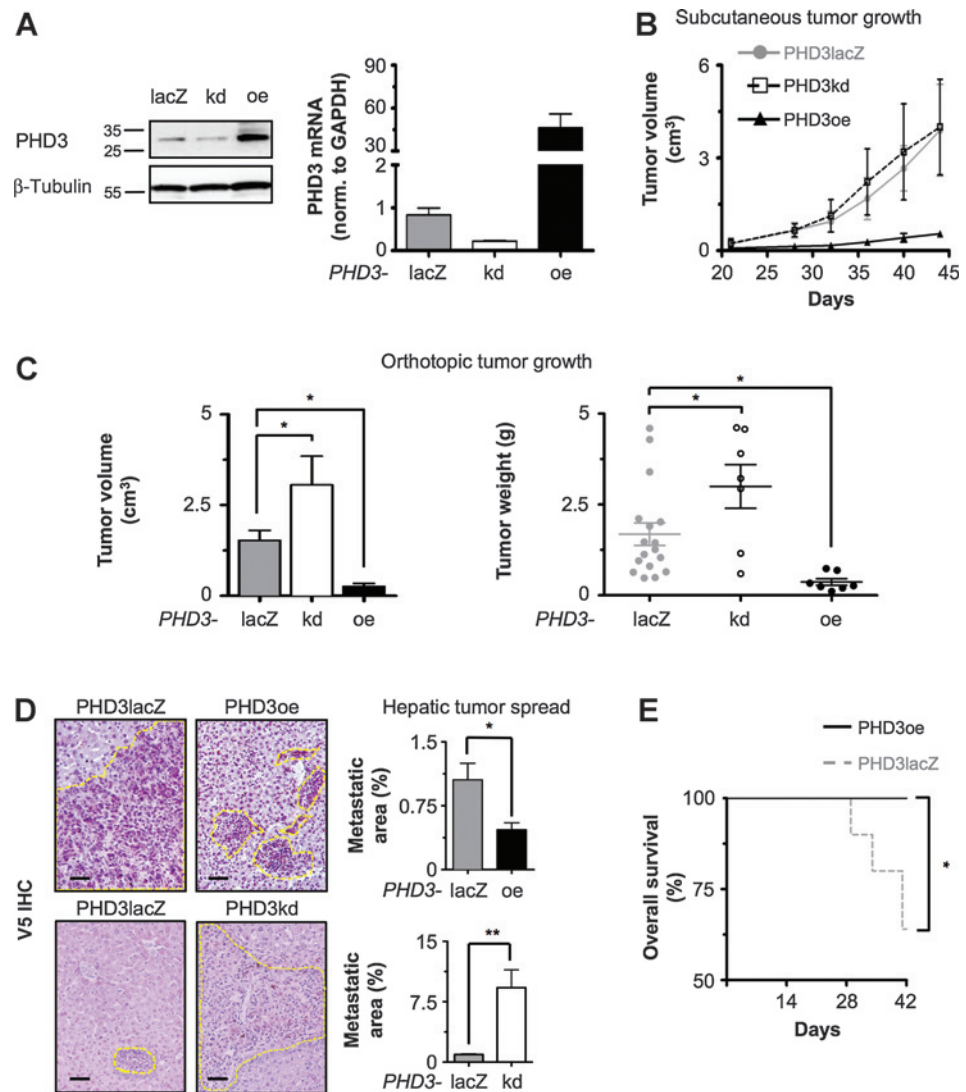 A
lacZ kd oe
PHD3
35
25
β-Tubulin
55
PHD3 mRNA
(norm. to GAPDH)
90
60
30
2
1
0
PHD3- lacZ kd oe
B
Subcutaneous tumor growth
PHD3lacZ
PHD3kd
PHD3oe
Tumor volume
(cm³)
6
3
0
20 25 30 35 40 45
Days
C
Orthotopic tumor growth
Tumor volume
(cm³)
5
2.5
0
*
*
PHD3- lacZ kd oe
Tumor weight (g)
5
2.5
0
*
*
PHD3- lacZ kd oe
D
V5 IHC
PHD3lacZ PHD3oe
PHD3lacZ PHD3kd
Hepatic tumor spread
Metastatic
area (%)
1.5
0.75
0
*
PHD3- lacZ oe
Metastatic
area (%)
15
7.5
0
**
PHD3- lacZ kd
E
PHD3oe
PHD3lacZ
Overall survival
(%)
100
75
50
*
14 28 42
Days